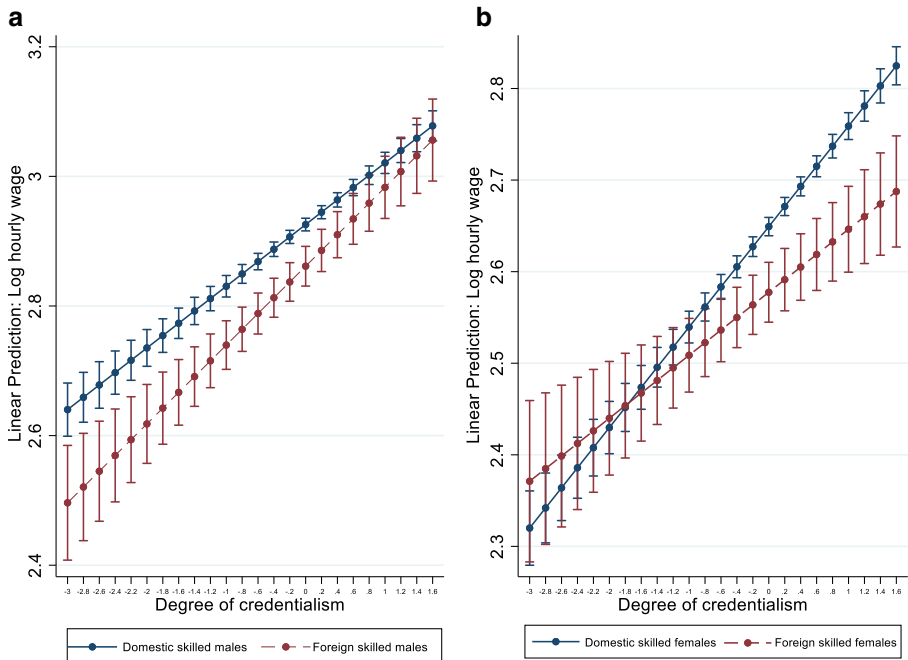 a
Linear Prediction: Log hourly wage
3.2
3
2.8
2.6
2.4
-3 -2.8 -2.6 -2.4 -2.2 -2 -1.8 -1.6 -1.4 -1.2 -1 -.8 -.6 -.4 -.2 0 .2 .4 .6 .8 1 1.2 1.4 1.6
Degree of credentialism
Domestic skilled males Foreign skilled males
b
Linear Prediction: Log hourly wage
2.8
2.7
2.6
2.5
2.4
2.3
-3 -2.8 -2.6 -2.4 -2.2 -2 -1.8 -1.6 -1.4 -1.2 -1 -.8 -.6 -.4 -.2 0 .2 .4 .6 .8 1 1.2 1.4 1.6
Degree of credentialism
Domestic skilled females Foreign skilled females